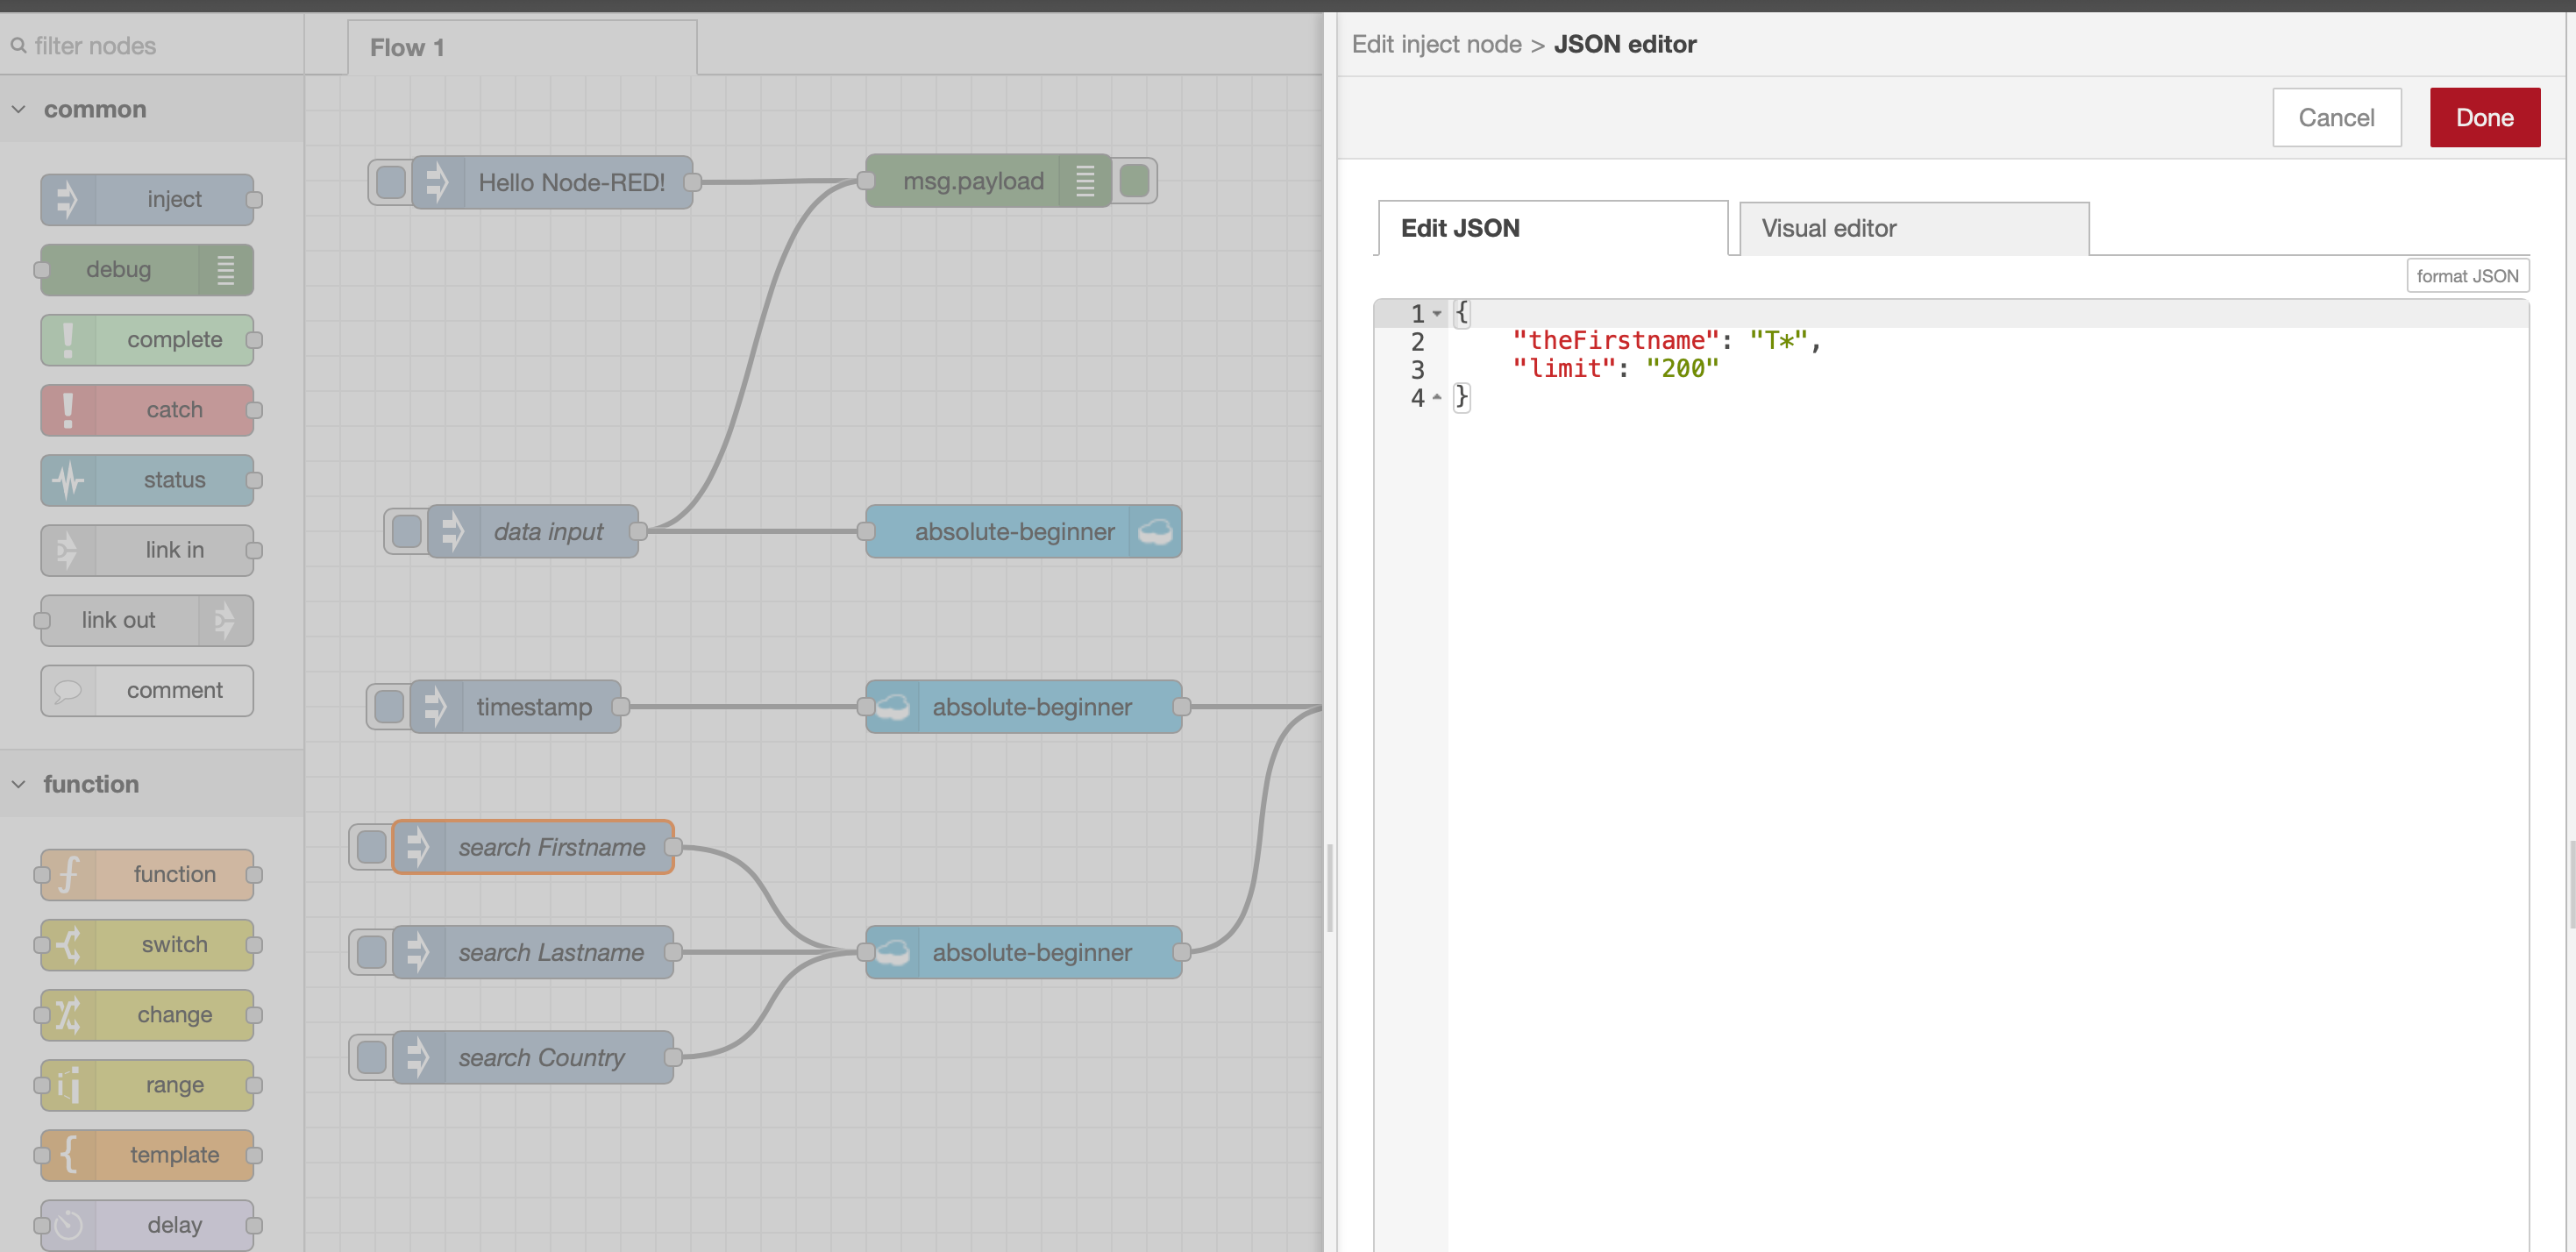 filter nodes
common
inject
debug
complete
catch
status
link in
link out
comment
function
function
switch
change
range
template
delay
Flow 1
Hello Node-RED!
msg.payload
data input
absolute-beginner
timestamp
absolute-beginner
search Firstname
search Lastname
absolute-beginner
search Country
Edit inject node > JSON editor
Cancel
Done
Edit JSON
Visual editor
format JSON
1 {
2 "theFirstname": "T*",
3 "limit": "200"
4 }